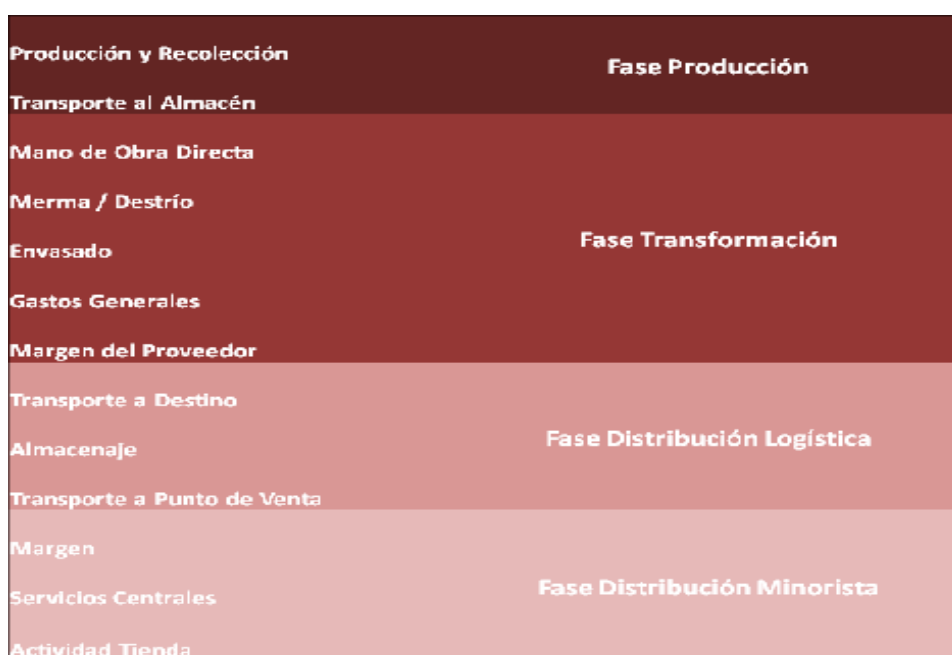 Producción y Recolección
Fase Producción
Transporte al Almacén
Mano de Obra Directa
Merma / Destrío
Fase Transformación
Envasado
Gastos Generales
Margen del Proveedor
Transporte a Destino
Fase Distribución Logística
Almacenaje
Transporte a Punto de Venta
Margen
Fase Distribución Minorista
Servicios Centrales
Actividad Tienda